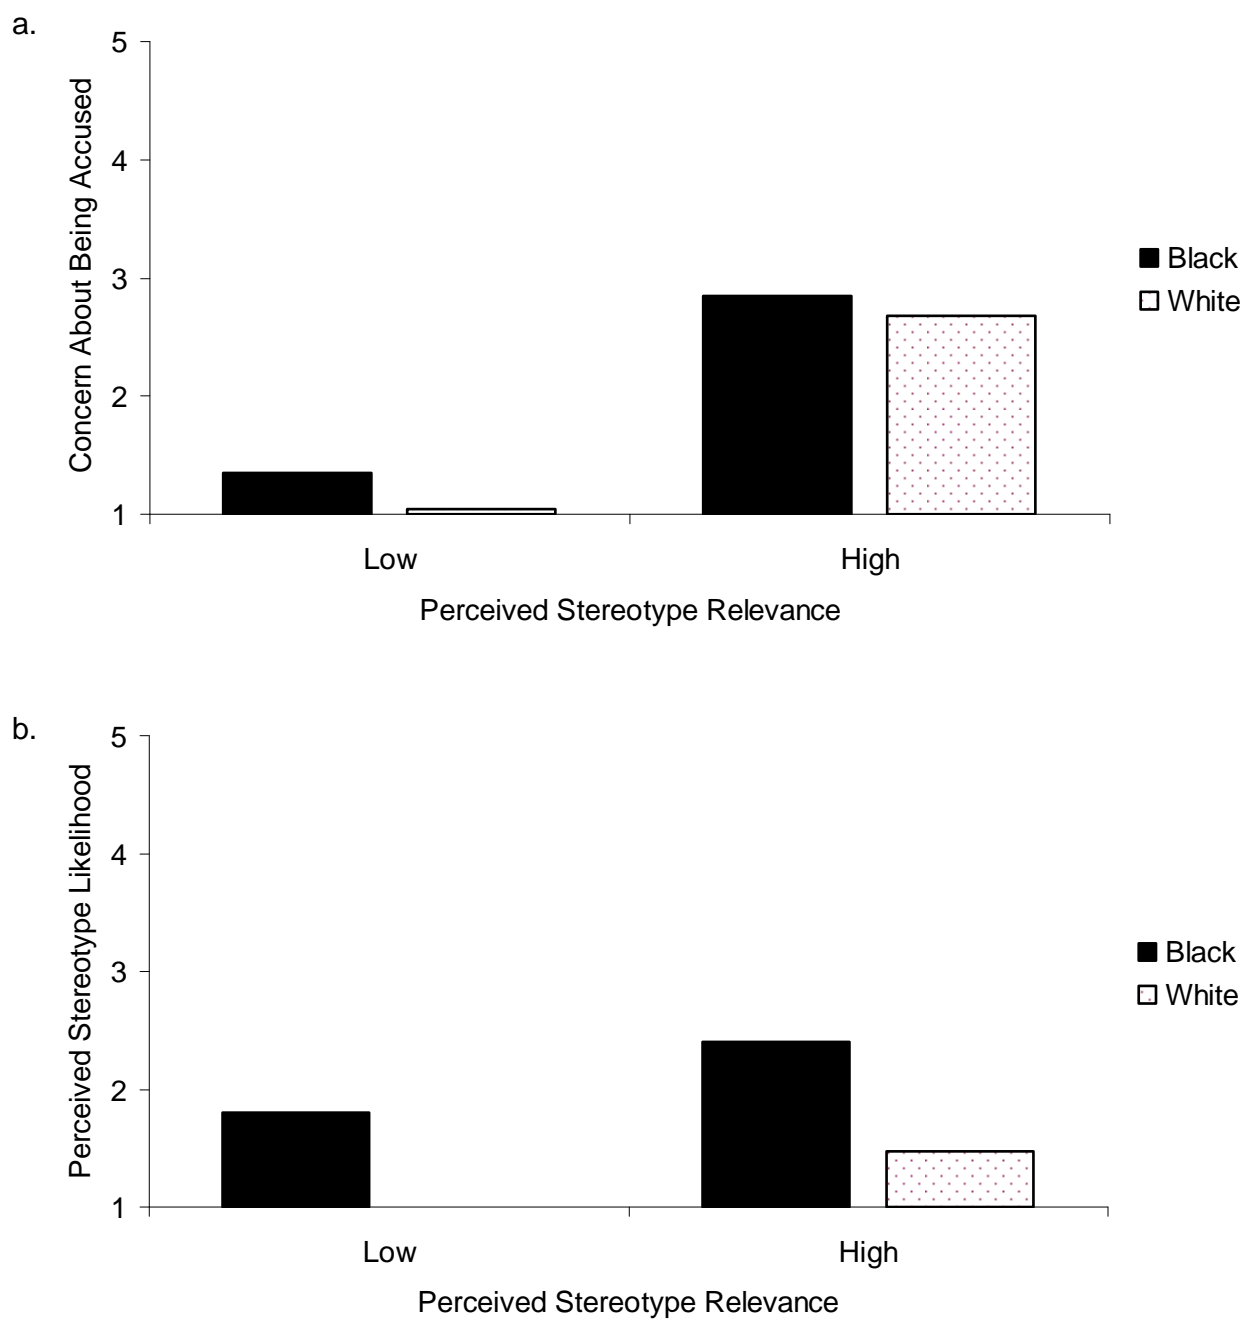 a.
5
4
3
2
1
Concern About Being Accused
Low
High
Perceived Stereotype Relevance
Black
White
b.
5
4
3
2
1
Perceived Stereotype Likelihood
Low
High
Perceived Stereotype Relevance
Black
White